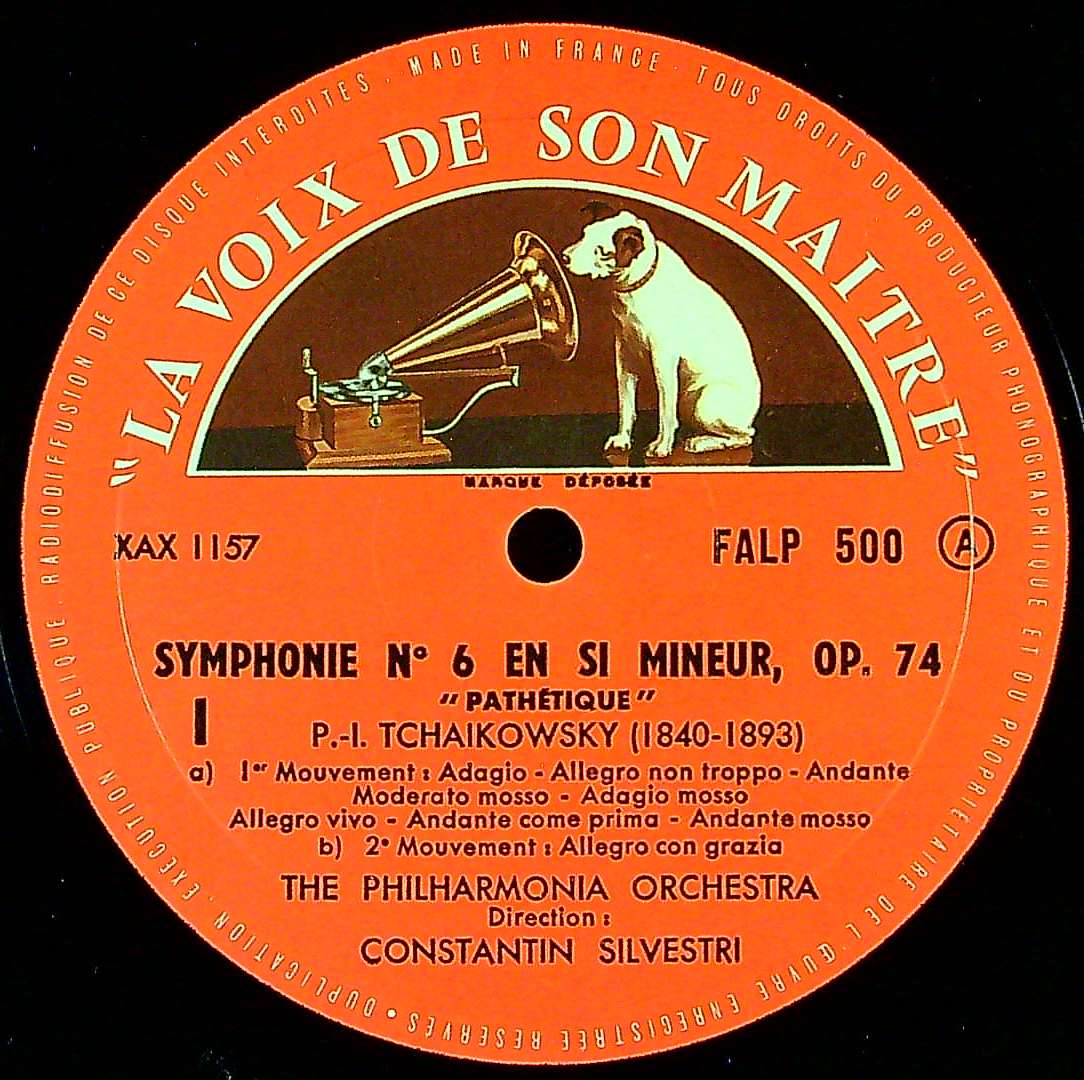 MADE IN FRANCE · TOUS DROITS DU PRODUCTEUR PHONOGRAPHIQUE ET DU PROPRIÉTAIRE DE L'ŒUVRE ENREGISTRÉE RÉSERVÉS • DUPLICATION, EXÉCUTION PUBLIQUE, RADIODIFFUSION DE CE DISQUE INTERDITES ·
"LA VOIX DE SON MAITRE"
MARQUE DÉPOSÉE
XAX 1157
FALP 500 A
SYMPHONIE N° 6 EN SI MINEUR, OP. 74
"PATHÉTIQUE"
I
P.-I. TCHAIKOWSKY (1840-1893)
a) 1er Mouvement : Adagio - Allegro non troppo - Andante
Moderato mosso - Adagio mosso
Allegro vivo - Andante come prima - Andante mosso
b) 2e Mouvement : Allegro con grazia
THE PHILHARMONIA ORCHESTRA
Direction :
CONSTANTIN SILVESTRI